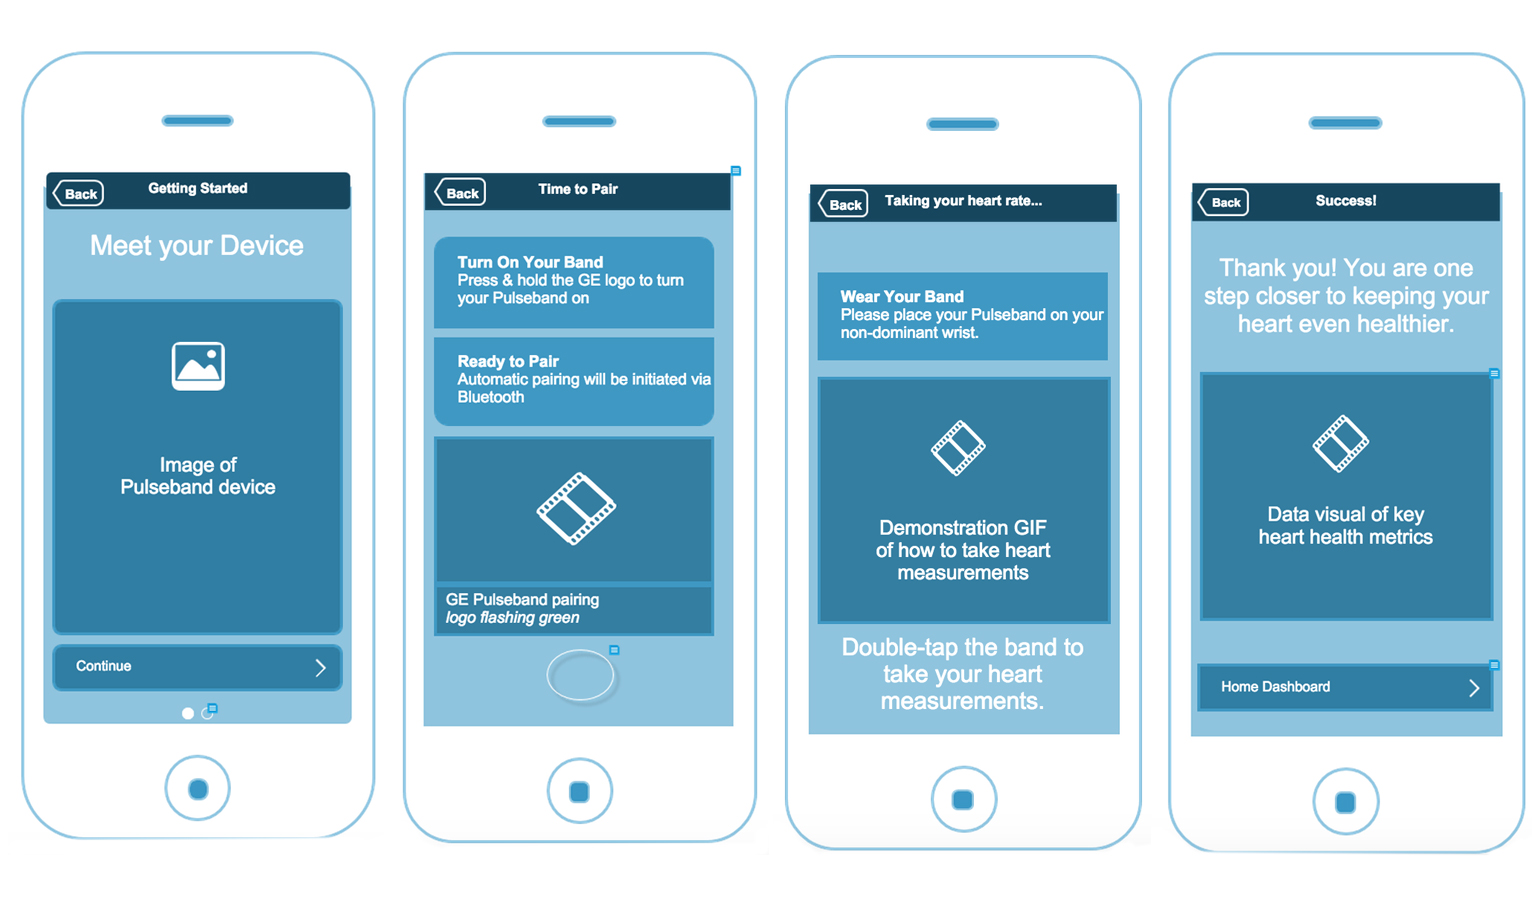 Back
Getting Started
Meet your Device
Image of
Pulseband device
Continue
Back
Time to Pair
Turn On Your Band
Press & hold the GE logo to turn
your Pulseband on
Ready to Pair
Automatic pairing will be initiated via
Bluetooth
GE Pulseband pairing
logo flashing green
Back
Taking your heart rate...
Wear Your Band
Please place your Pulseband on your
non-dominant wrist.
Demonstration GIF
of how to take heart
measurements
Double-tap the band to
take your heart
measurements.
Back
Success!
Thank you! You are one
step closer to keeping your
heart even healthier.
Data visual of key
heart health metrics
Home Dashboard